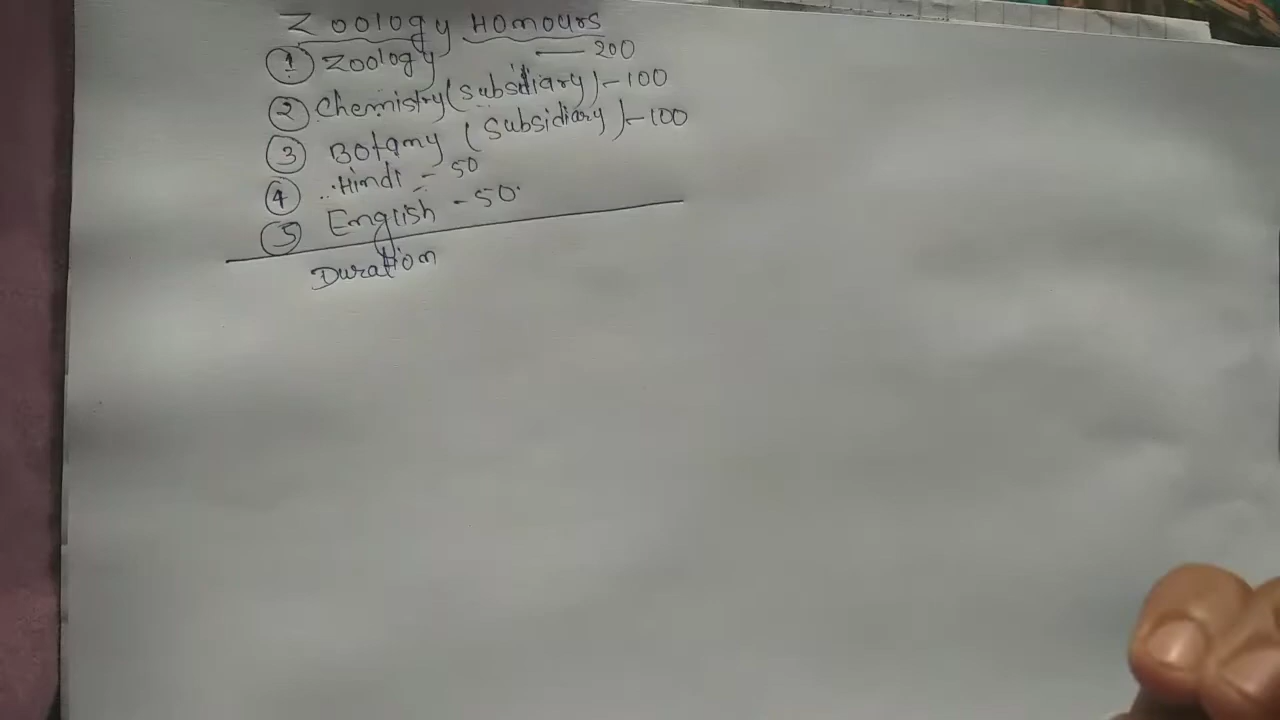 Zoology Honours
① Zoology — 200
② Chemistry (subsidiary) - 100
③ Botany (subsidiary) - 100
④ Hindi - 50
⑤ English - 50
Duration